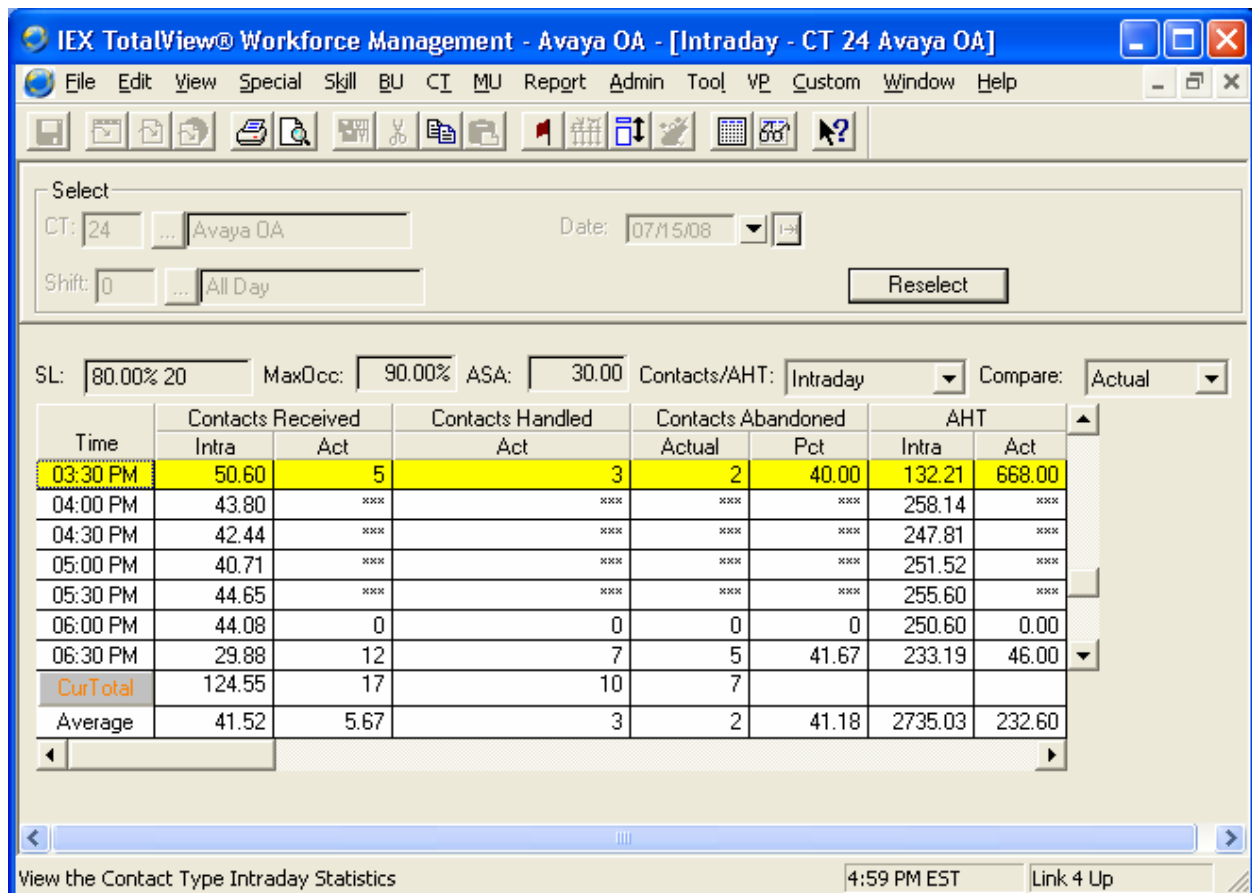 IEX TotalView® Workforce Management - Avaya OA - [Intraday - CT 24 Avaya OA]
File Edit View Special Skill BU CT MU Report Admin Tool VP Custom Window Help
Select
CT: 24 ... Avaya OA Date: 07/15/08
Shift: 0 ... All Day Reselect
SL: 80.00% 20 MaxOcc: 90.00% ASA: 30.00 Contacts/AHT: Intraday Compare: Actual
Contacts Received Contacts Handled Contacts Abandoned AHT
Time Intra Act Act Actual Pct Intra Act
03:30 PM 50.60 5 3 2 40.00 132.21 668.00
04:00 PM 43.80 *** *** *** *** 258.14 ***
04:30 PM 42.44 *** *** *** *** 247.81 ***
05:00 PM 40.71 *** *** *** *** 251.52 ***
05:30 PM 44.65 *** *** *** *** 255.60 ***
06:00 PM 44.08 0 0 0 0 250.60 0.00
06:30 PM 29.88 12 7 5 41.67 233.19 46.00
CurTotal 124.55 17 10 7
Average 41.52 5.67 3 2 41.18 2735.03 232.60
View the Contact Type Intraday Statistics 4:59 PM EST Link 4 Up